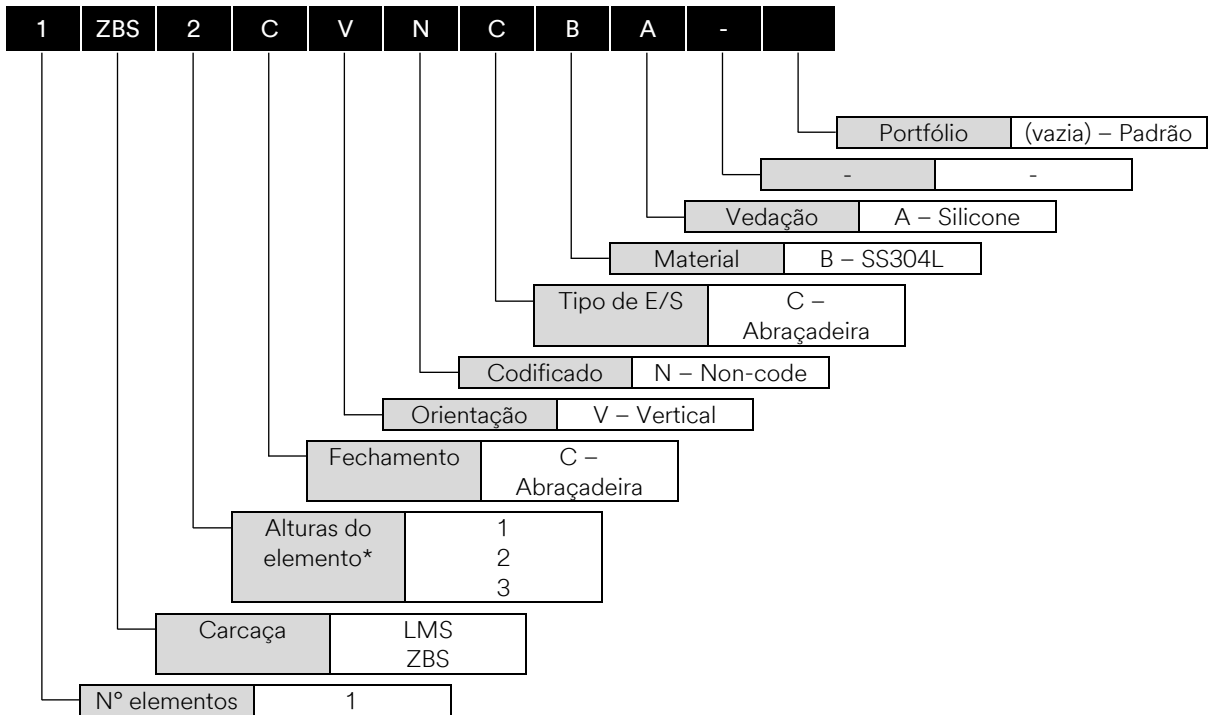 1 ZBS 2 C V N C B A -
Portfólio (vazia) – Padrão
- -
Vedação A – Silicone
Material B – SS304L
Tipo de E/S C –
Abraçadeira
Codificado N – Non-code
Orientação V – Vertical
Fechamento C –
Abraçadeira
Alturas do 1
elemento* 2
3
Carcaça LMS
ZBS
Nº elementos 1